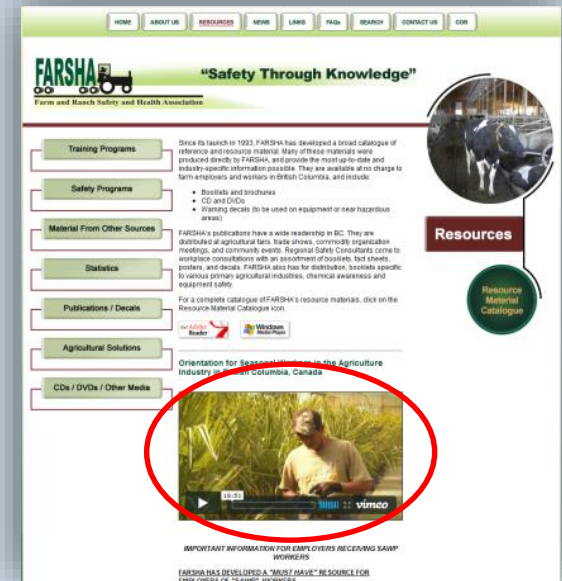 HOME ABOUT US RESOURCES NEWS LINKS FAQs SEARCH CONTACT US COR
FARSHA
Farm and Ranch Safety and Health Association
“Safety Through Knowledge”
Training Programs
Safety Programs
Material From Other Sources
Statistics
Publications / Decals
Agricultural Solutions
CDs / DVDs / Other Media
Since its launch in 1993, FARSHA has developed a broad catalogue of
reference and resource material. Many of these materials were
produced directly by FARSHA, and provide the most up-to-date and
industry-specific information possible. They are available at no charge to
farm employers and workers in British Columbia, and include:
• Booklets and brochures
• CD and DVDs
• Warning decals (to be used on equipment or near hazardous
areas)
FARSHA's publications have a wide readership in BC. They are
distributed at agricultural fairs, trade shows, commodity organization
meetings, and community events. Regional Safety Consultants come to
workplace consultations with an assortment of booklets, fact sheets,
posters, and decals. FARSHA also has for distribution, booklets specific
to various primary agricultural industries, chemical awareness and
equipment safety.
For a complete catalogue of FARSHA's resource materials, click on the
Resource Material Catalogue icon.
Get Adobe Reader
Windows Media Player
Orientation for Seasonal Workers in the Agriculture
Industry in British Columbia, Canada
vimeo
IMPORTANT INFORMATION FOR EMPLOYERS RECEIVING SAWP
WORKERS
FARSHA HAS DEVELOPED A "MUST HAVE" RESOURCE FOR
EMPLOYERS OF "SAWP" WORKERS
Resources
Resource
Material
Catalogue